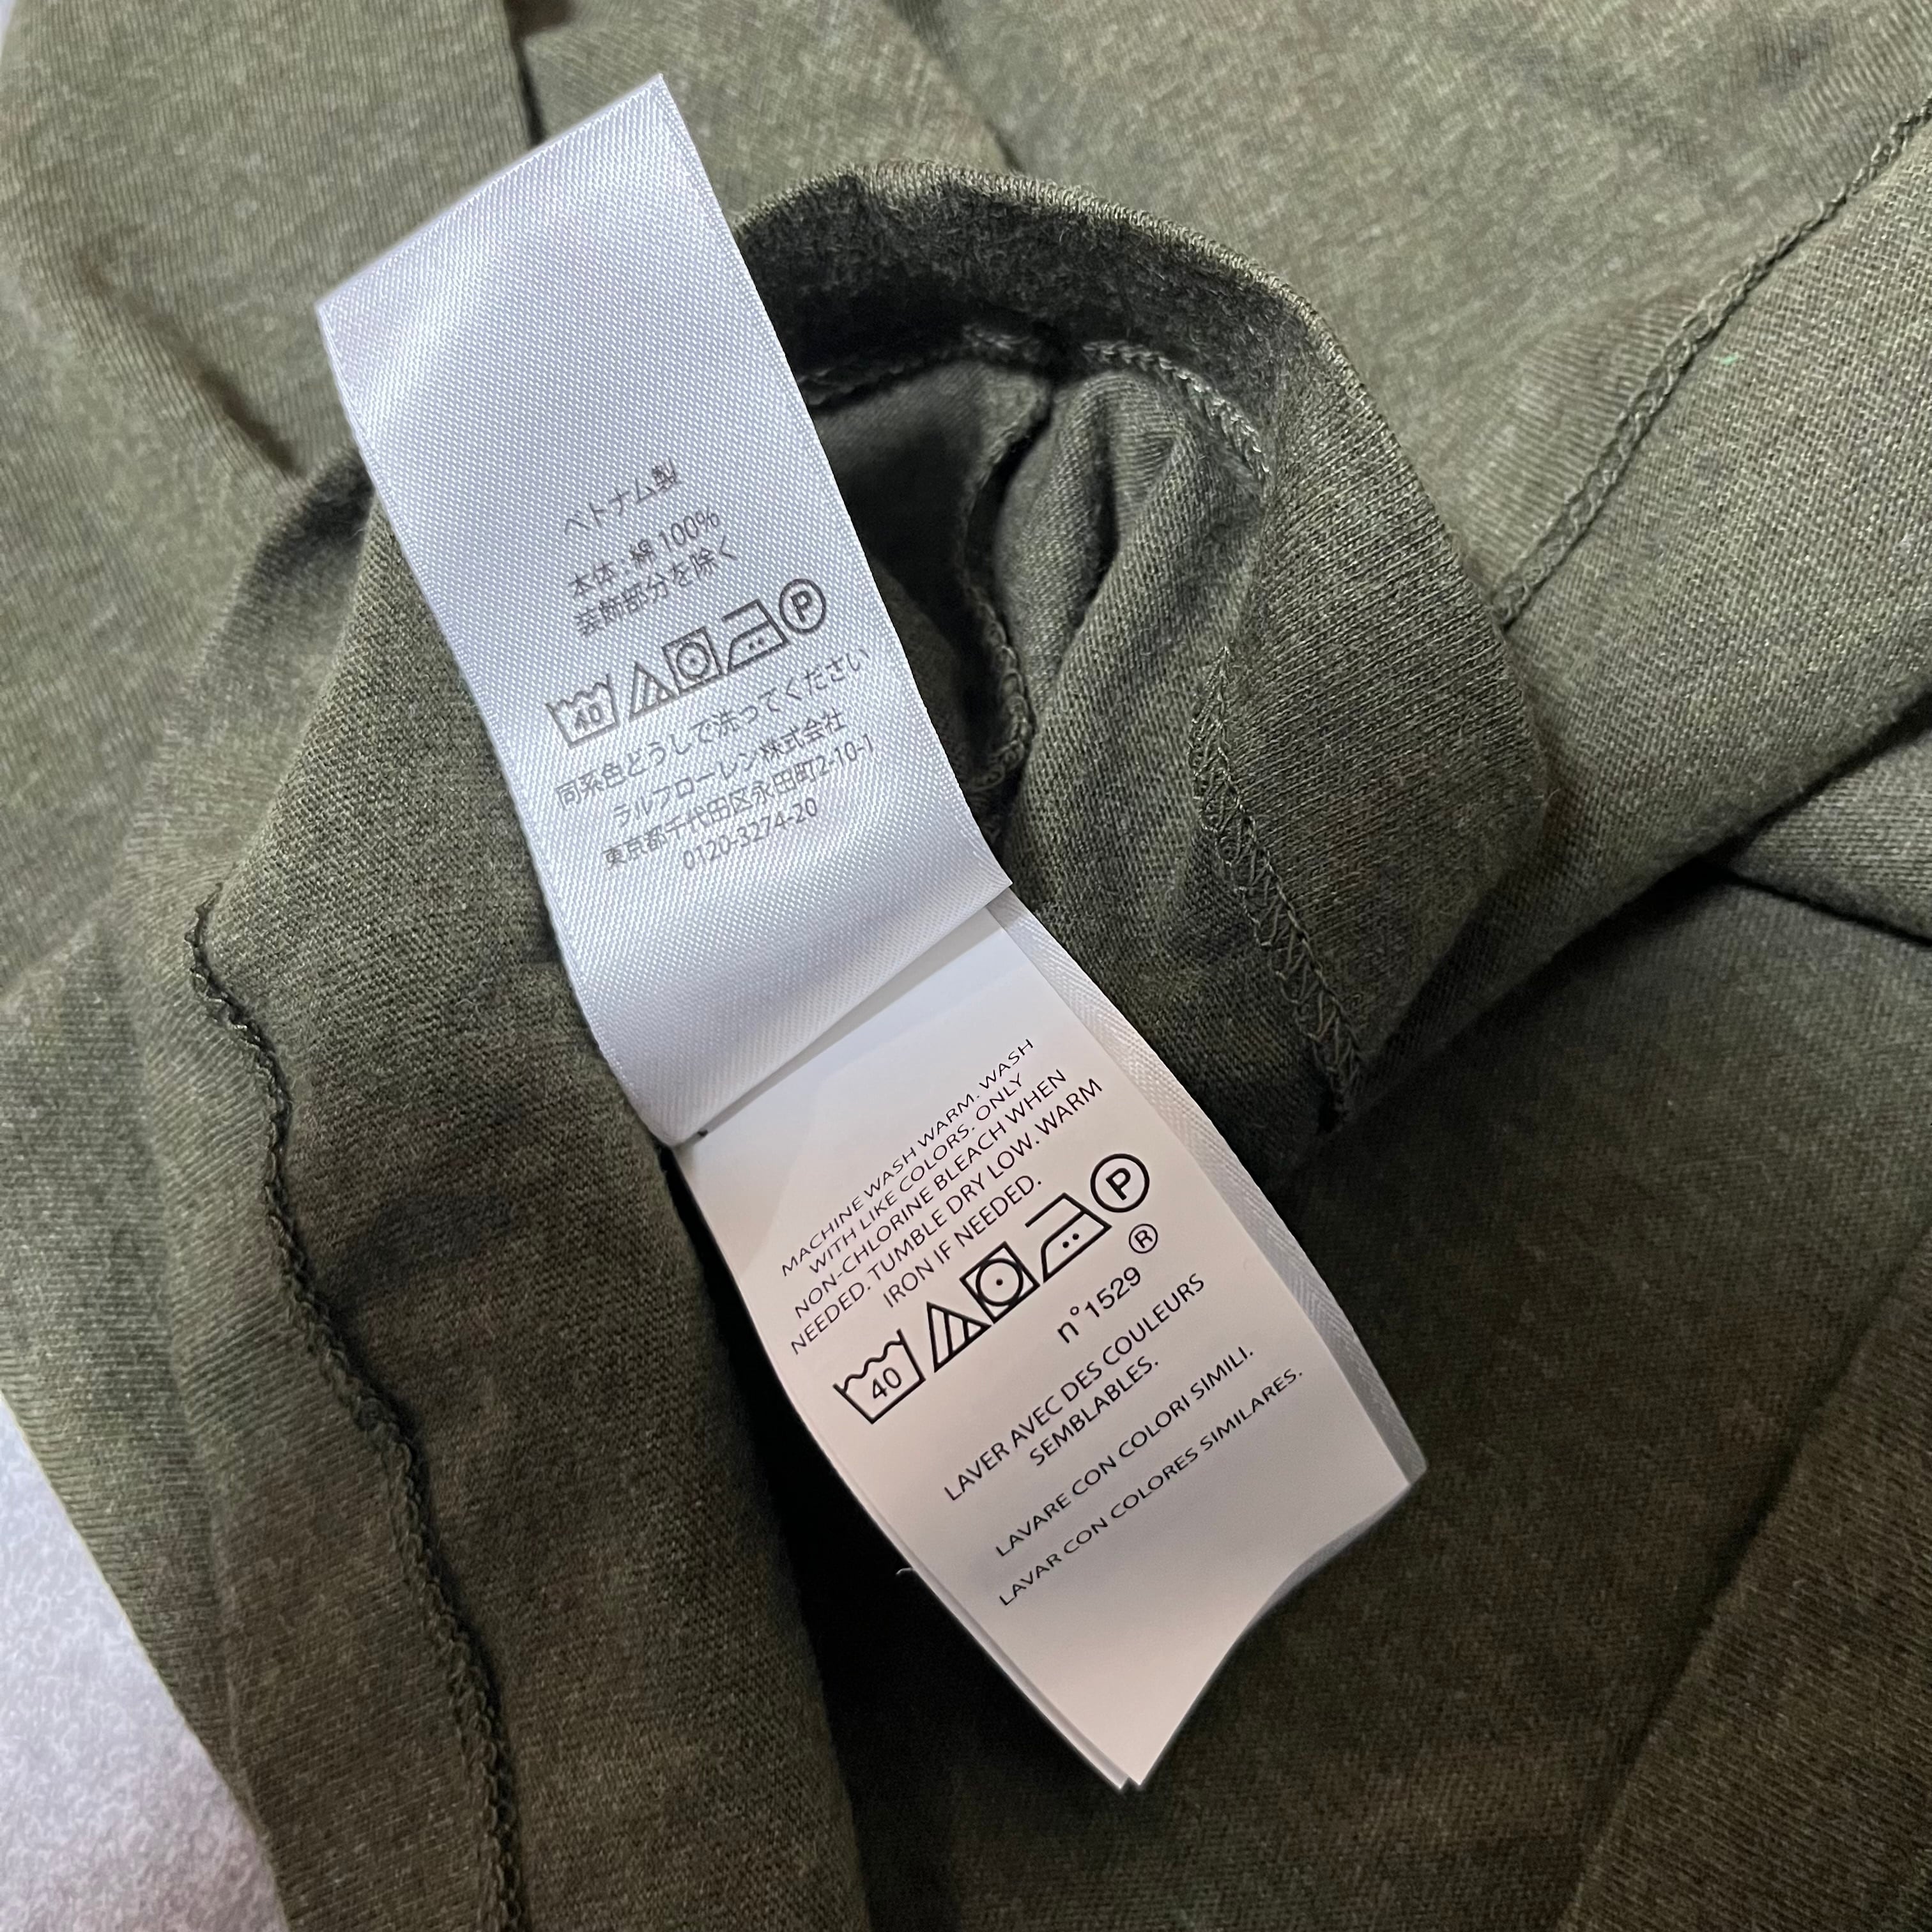 ベトナム製
本体:綿 100%
装飾部分を除く
40 P
同系色どうしで洗ってください
ラルフローレン株式会社
東京都千代田区永田町2-10-1
0120-3274-20
MACHINE WASH WARM. WASH
WITH LIKE COLORS. ONLY
NON-CHLORINE BLEACH WHEN
NEEDED. TUMBLE DRY LOW. WARM
IRON IF NEEDED.
40 P
®
n°1529
LAVER AVEC DES COULEURS
SEMBLABLES.
LAVARE CON COLORI SIMILI.
LAVAR CON COLORES SIMILARES.